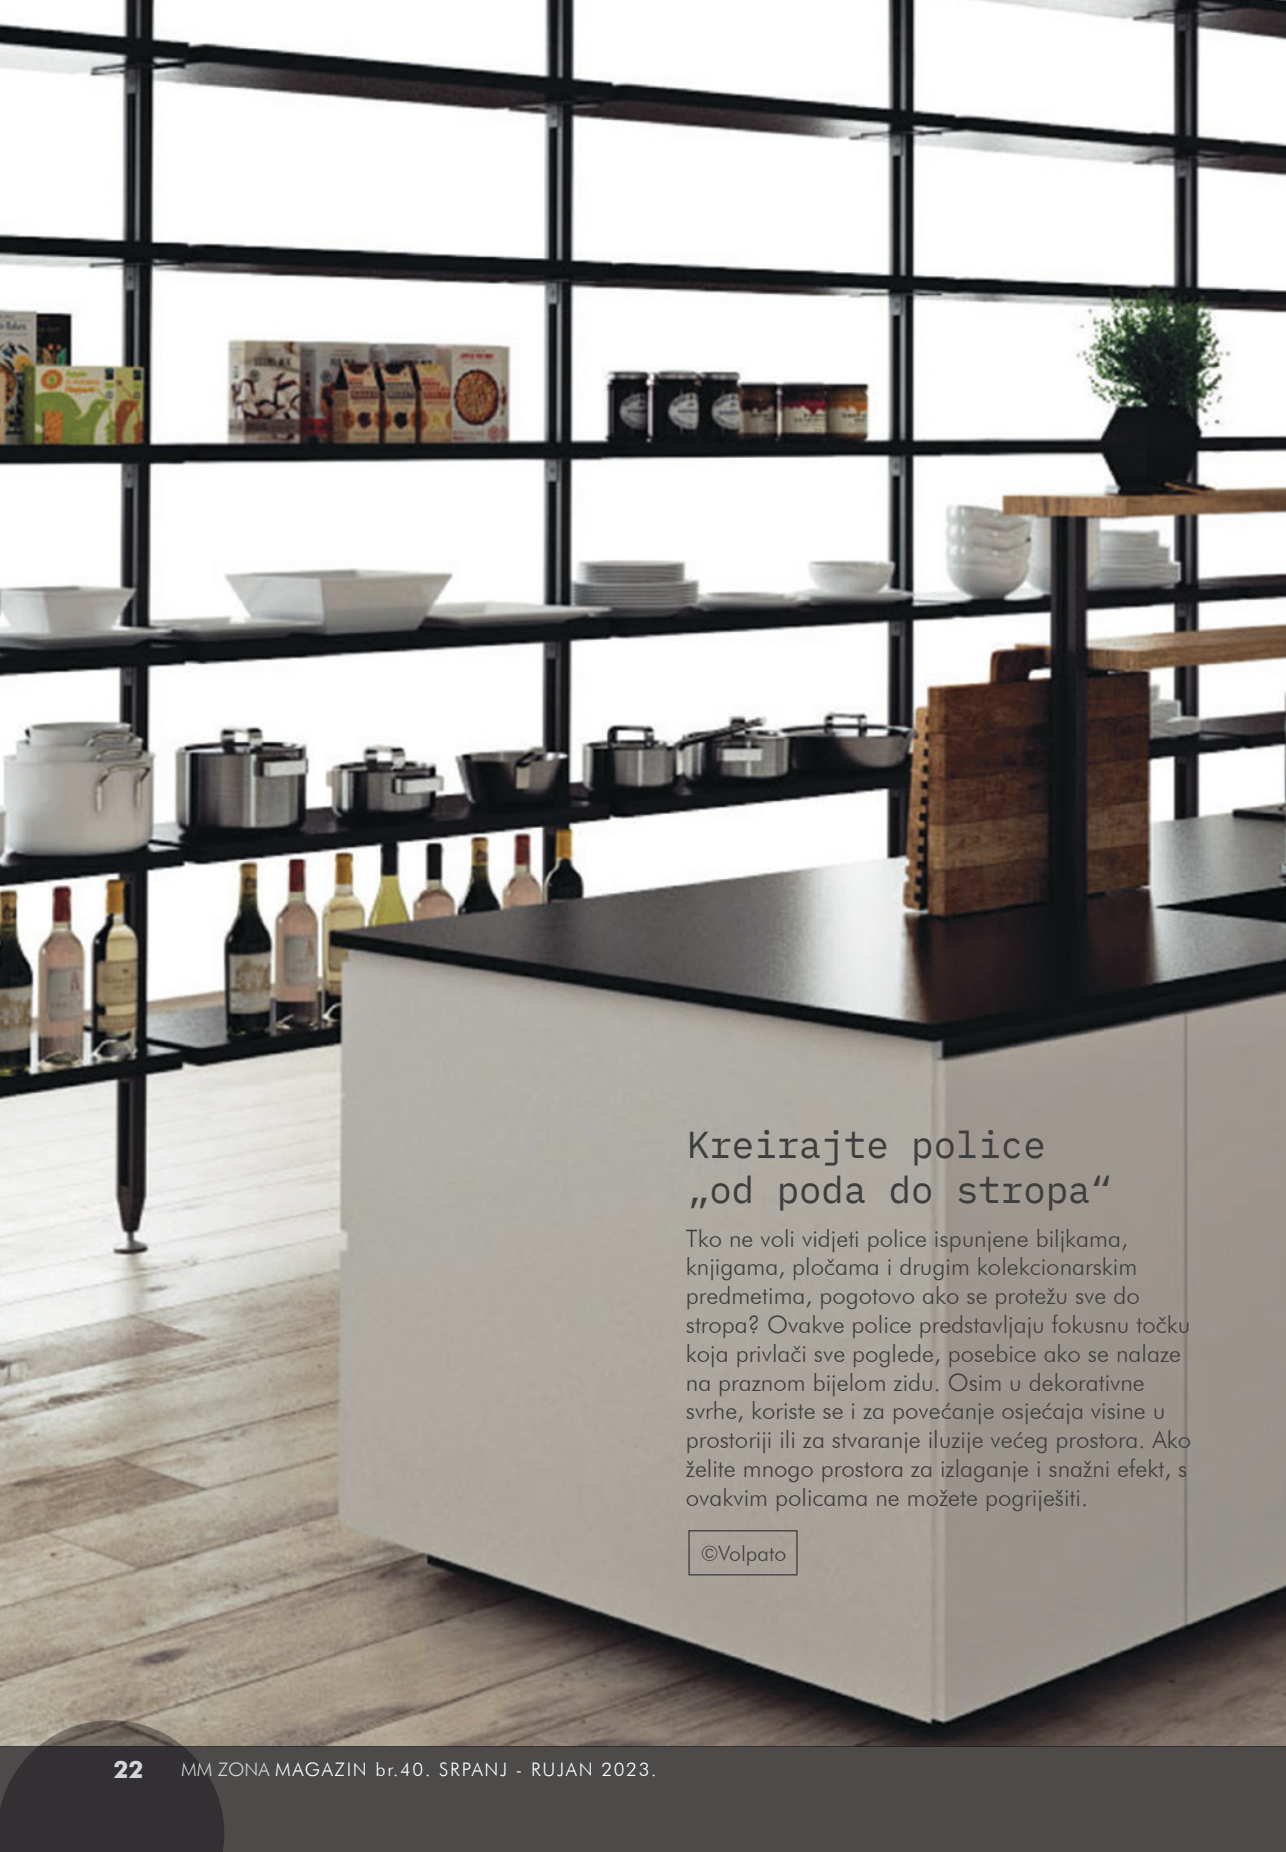 Kreirajte police
„od poda do stropa“
Tko ne voli vidjeti police ispunjene biljkama,
knjigama, pločama i drugim kolekcionarskim
predmetima, pogotovo ako se protežu sve do
stropa? Ovakve police predstavljaju fokusnu točku
koja privlači sve poglede, posebice ako se nalaze
na praznom bijelom zidu. Osim u dekorativne
svrhe, koriste se i za povećanje osjećaja visine u
prostoriji ili za stvaranje iluzije većeg prostora. Ako
želite mnogo prostora za izlaganje i snažni efekt, s
ovakvim policama ne možete pogriješiti.
©Volpato
22 MM ZONA MAGAZIN br.40. SRPANJ - RUJAN 2023.